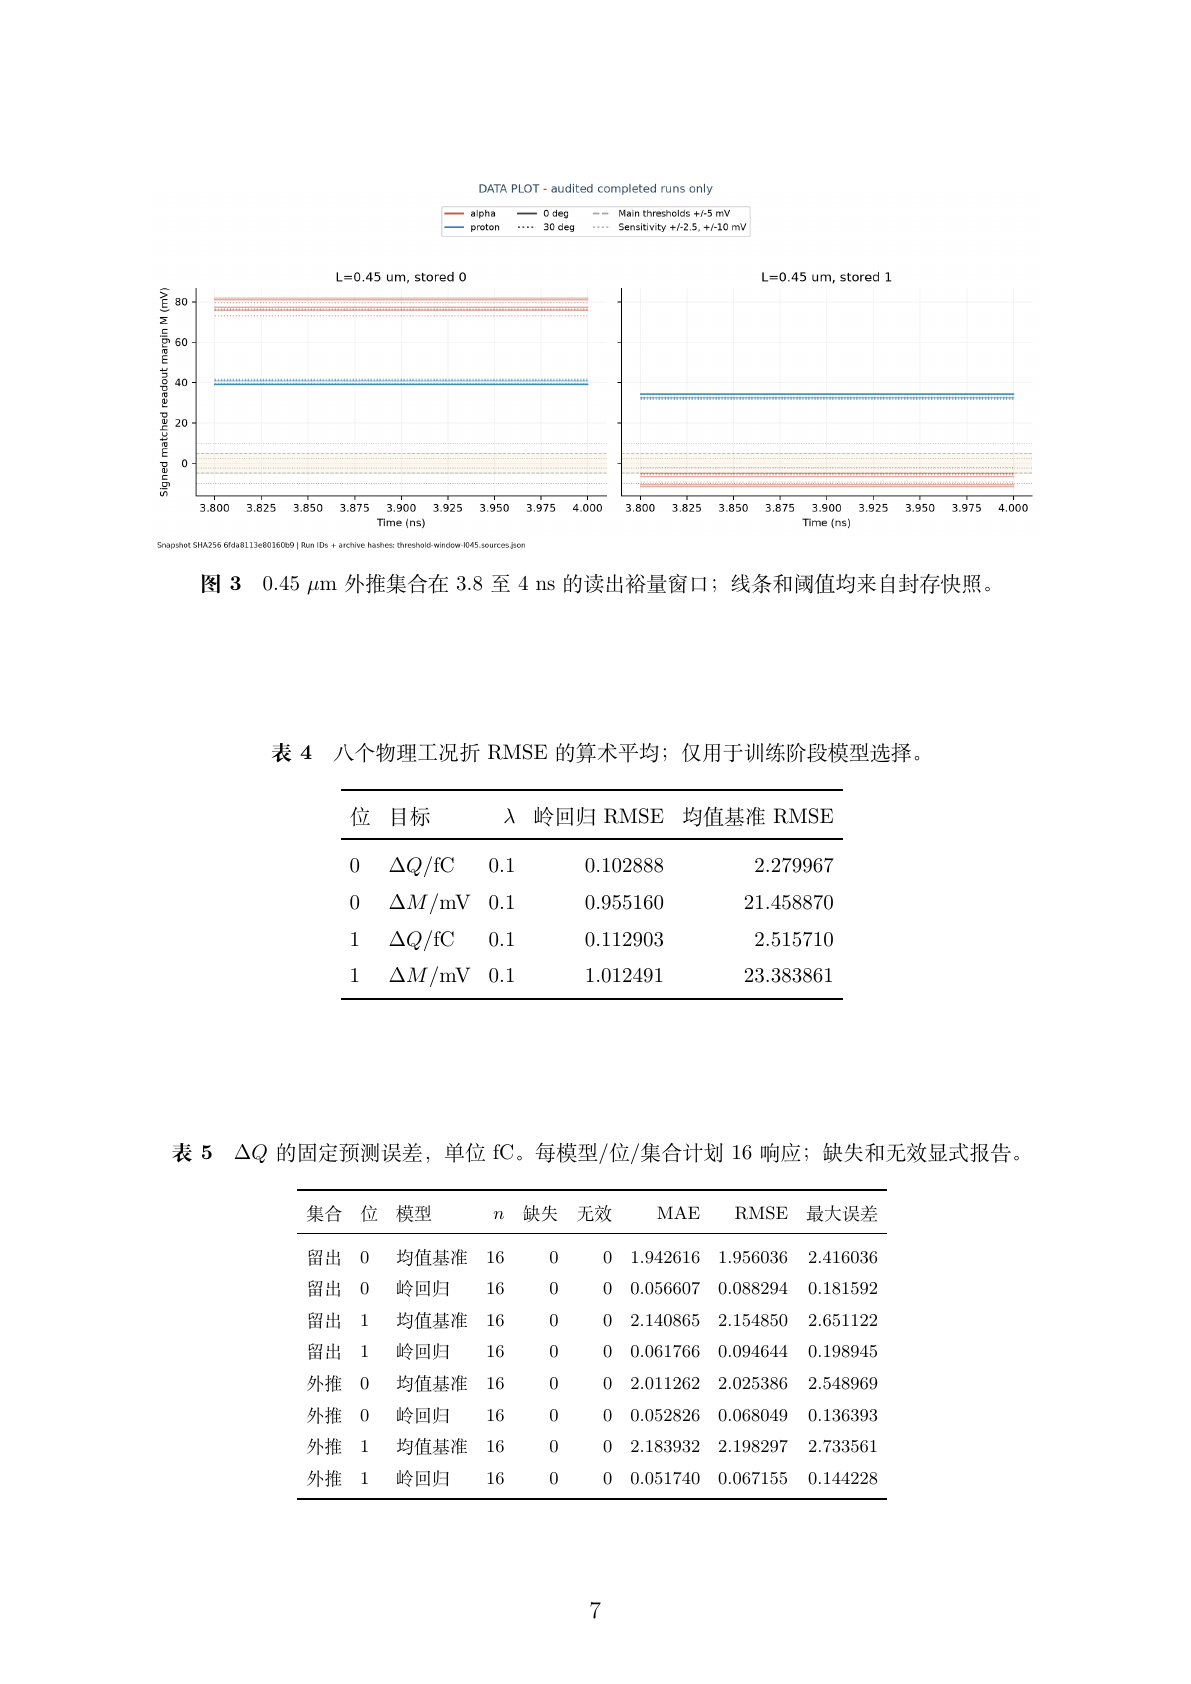 DATA PLOT - audited completed runs only
alpha 0 deg Main thresholds +/-5 mV
proton 30 deg Sensitivity +/-2.5, +/-10 mV
L=0.45 um, stored 0
Signed matched readout margin M (mV)
80
60
40
20
0
3.800 3.825 3.850 3.875 3.900 3.925 3.950 3.975 4.000
Time (ns)
L=0.45 um, stored 1
3.800 3.825 3.850 3.875 3.900 3.925 3.950 3.975 4.000
Time (ns)
Snapshot SHA256 6fda8113e80160b9 | Run IDs + archive hashes: threshold-window-l045.sources.json
图 3 0.45 μm 外推集合在 3.8 至 4 ns 的读出裕量窗口；线条和阈值均来自封存快照。
表 4 八个物理工况折 RMSE 的算术平均；仅用于训练阶段模型选择。
位 目标 λ 岭回归 RMSE 均值基准 RMSE
0 ΔQ/fC 0.1 0.102888 2.279967
0 ΔM/mV 0.1 0.955160 21.458870
1 ΔQ/fC 0.1 0.112903 2.515710
1 ΔM/mV 0.1 1.012491 23.383861
表 5 ΔQ 的固定预测误差，单位 fC。每模型/位/集合计划 16 响应；缺失和无效显式报告。
集合 位 模型 n 缺失 无效 MAE RMSE 最大误差
留出 0 均值基准 16 0 0 1.942616 1.956036 2.416036
留出 0 岭回归 16 0 0 0.056607 0.088294 0.181592
留出 1 均值基准 16 0 0 2.140865 2.154850 2.651122
留出 1 岭回归 16 0 0 0.061766 0.094644 0.198945
外推 0 均值基准 16 0 0 2.011262 2.025386 2.548969
外推 0 岭回归 16 0 0 0.052826 0.068049 0.136393
外推 1 均值基准 16 0 0 2.183932 2.198297 2.733561
外推 1 岭回归 16 0 0 0.051740 0.067155 0.144228
7